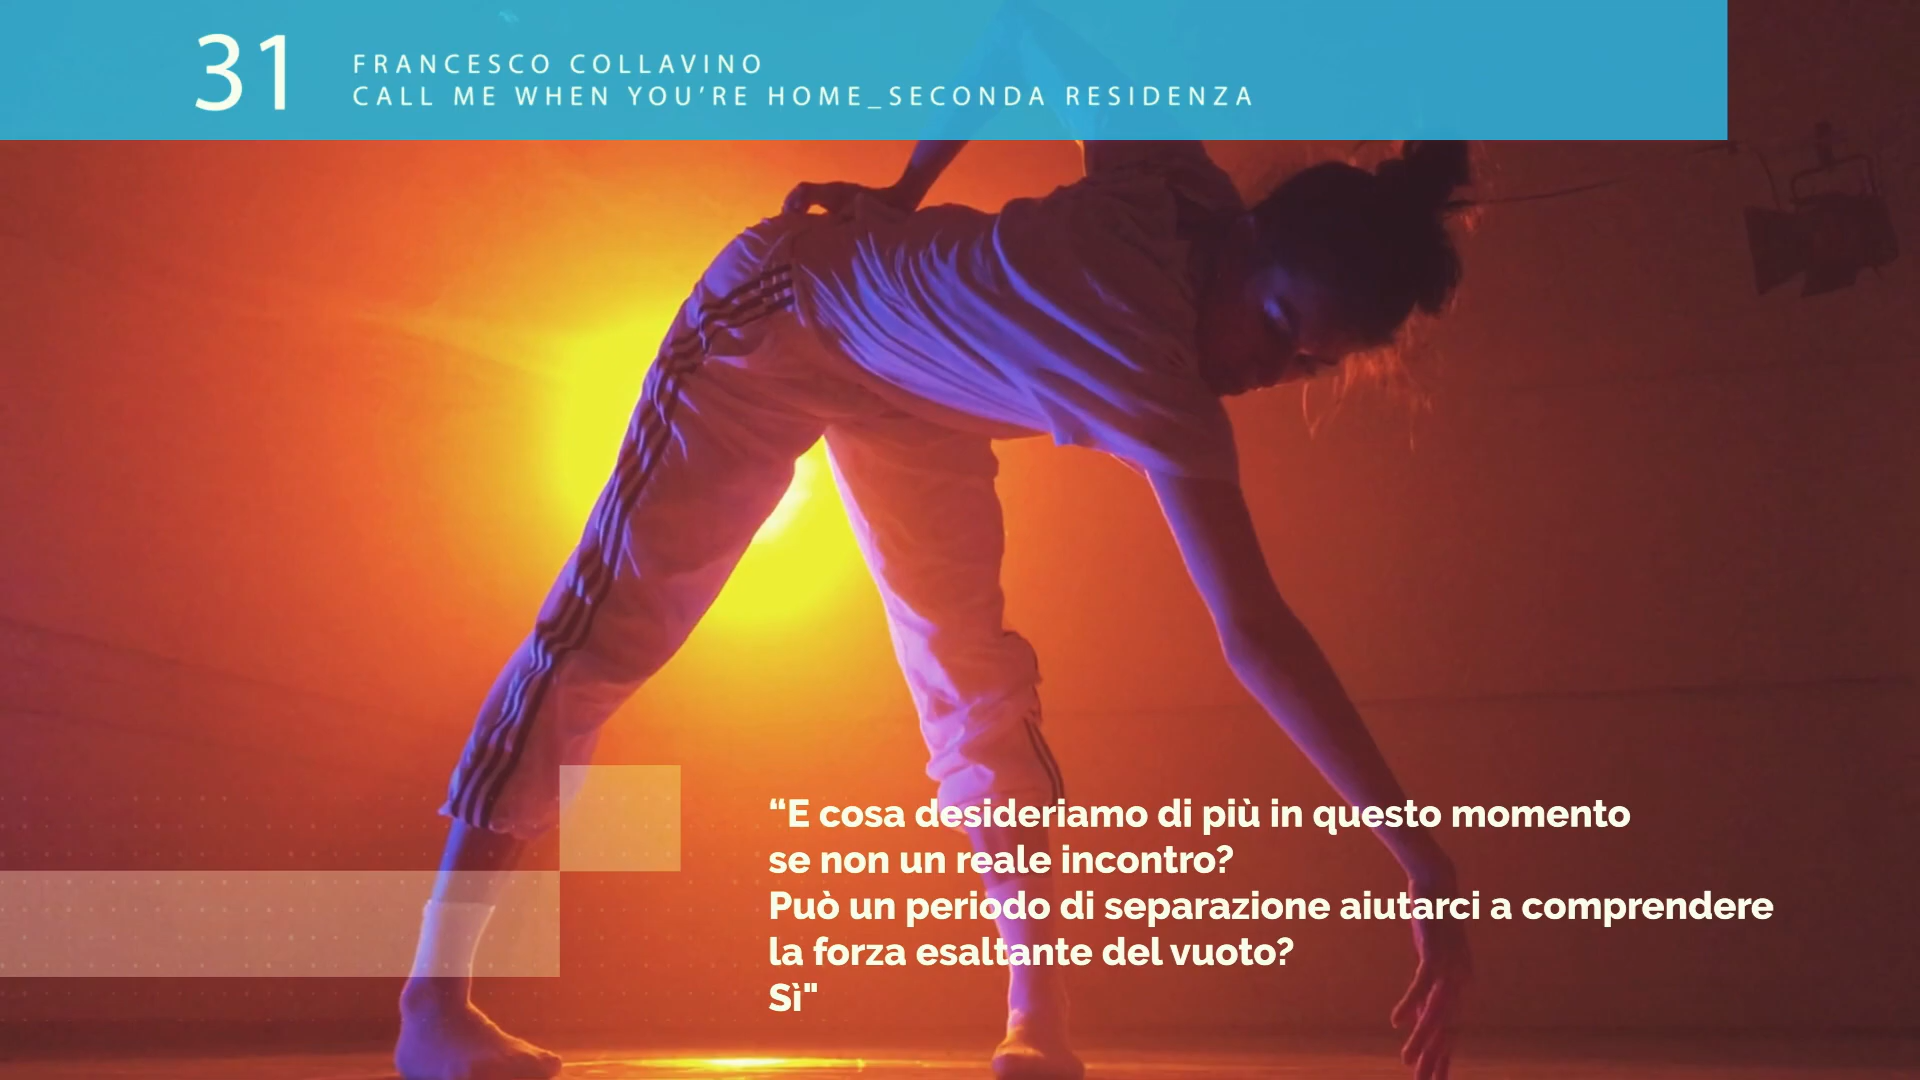 31
FRANCESCO COLLAVINO
CALL ME WHEN YOU’RE HOME_SECONDA RESIDENZA
“E cosa desideriamo di più in questo momento
se non un reale incontro?
Può un periodo di separazione aiutarci a comprendere
la forza esaltante del vuoto?
Sì"